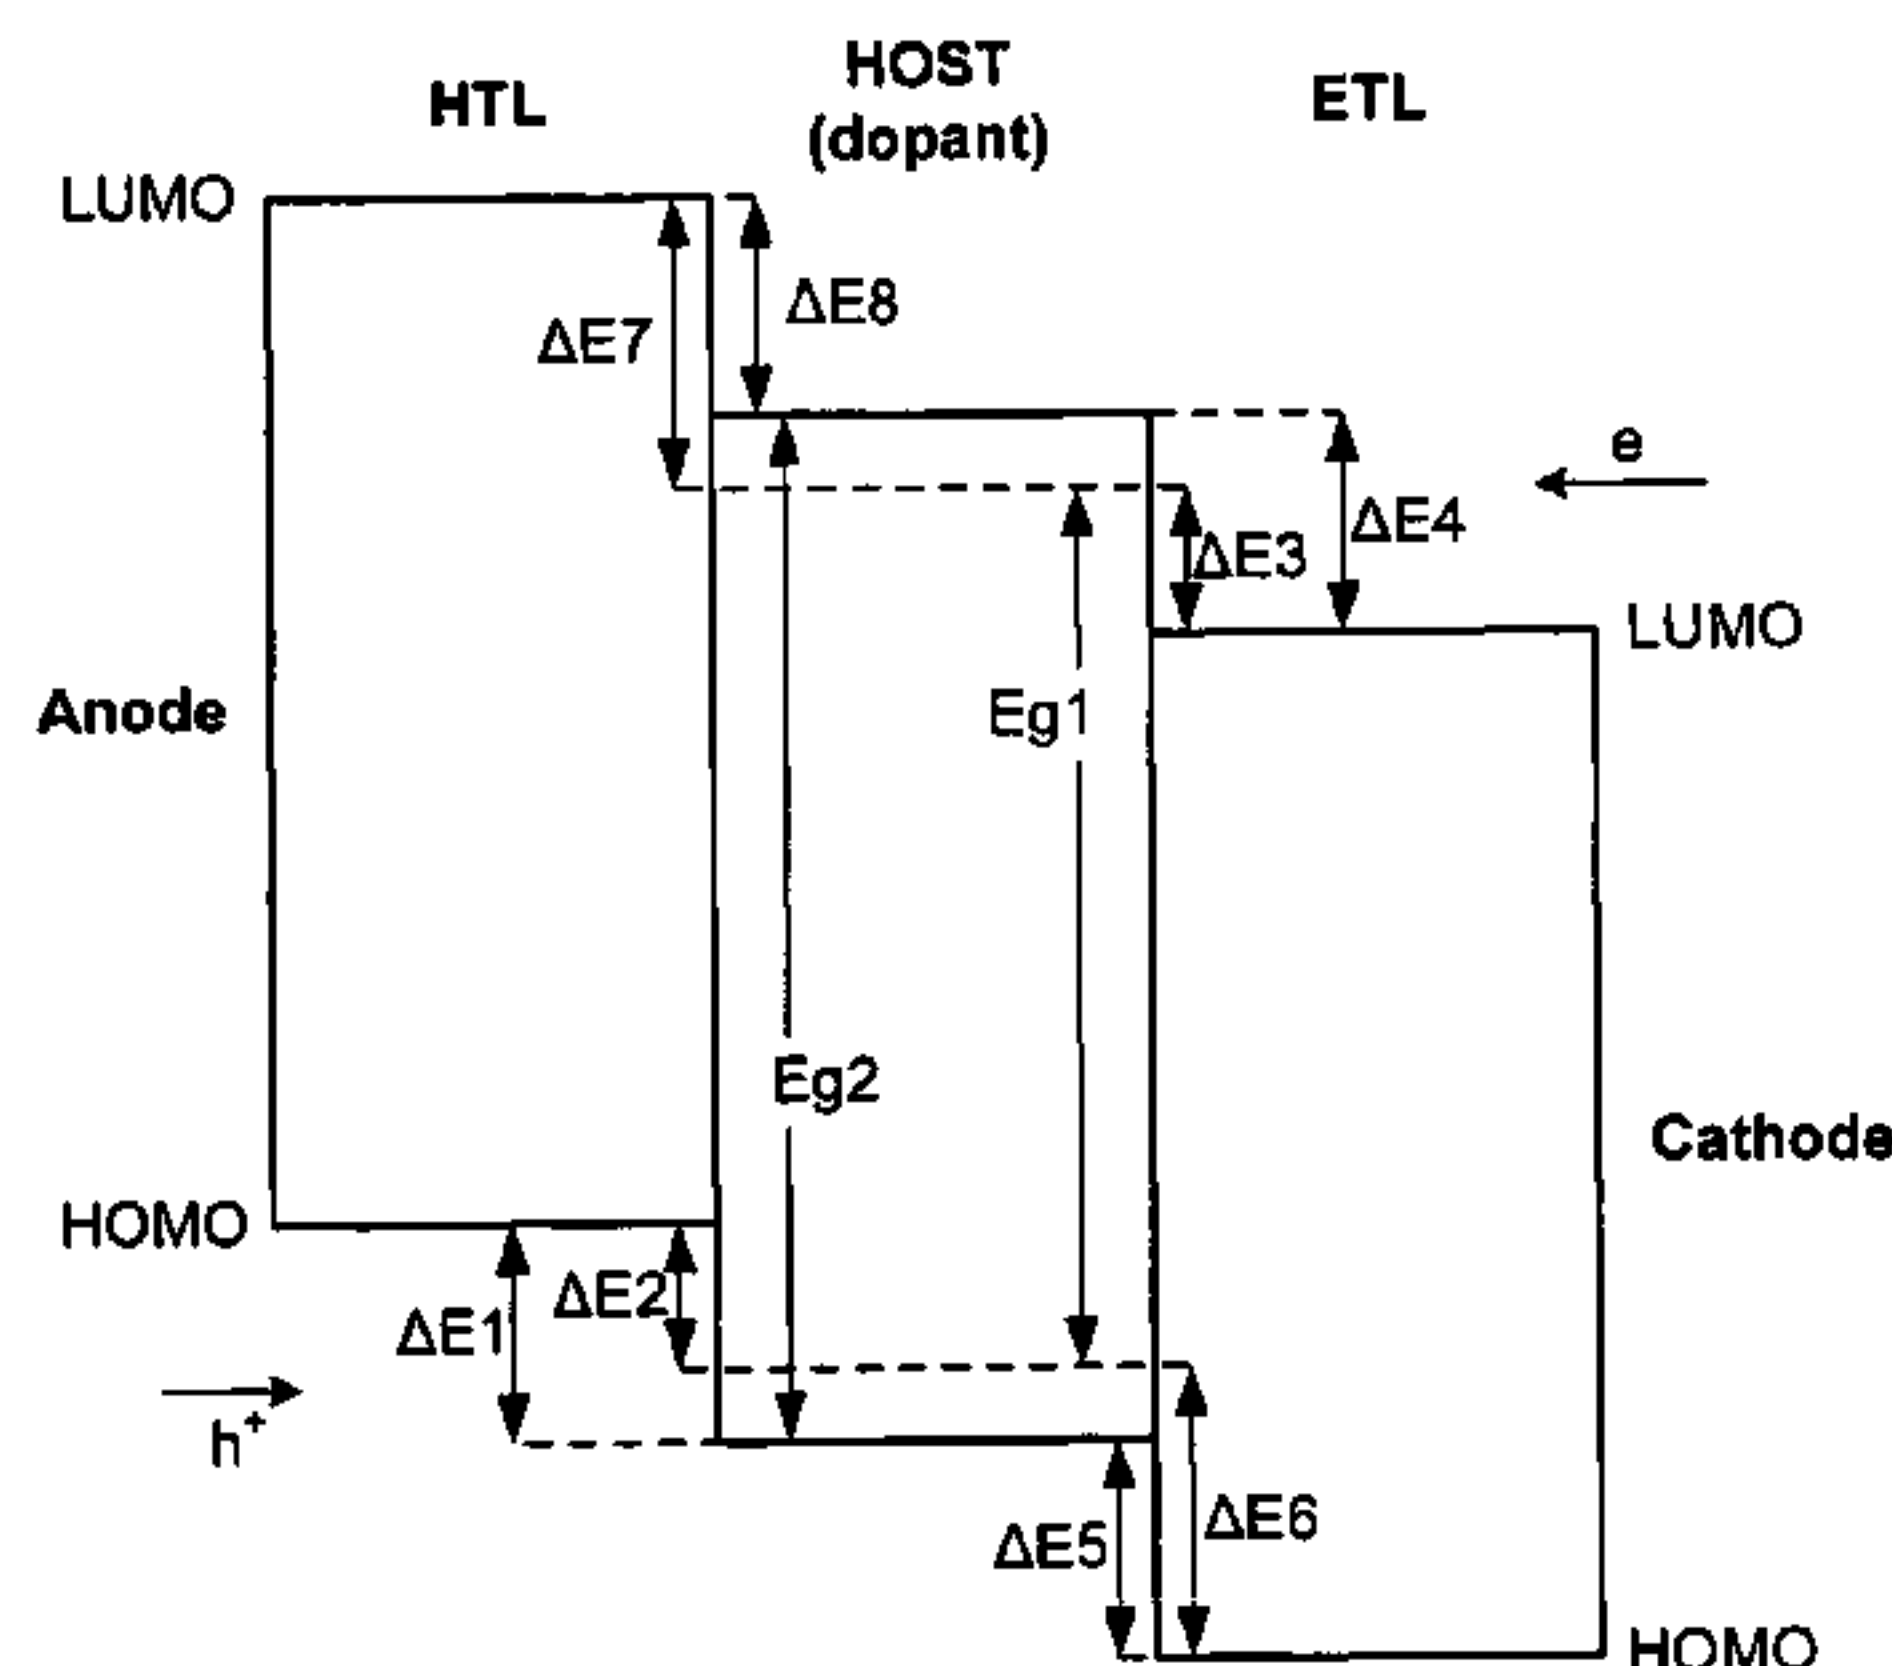 HTL
HOST
(dopant)
ETL
LUMO
ΔE8
ΔE7
e
ΔE4
ΔE3
LUMO
Anode
Eg1
Eg2
Cathode
HOMO
ΔE2
ΔE1
h⁺
ΔE6
ΔE5
HOMO